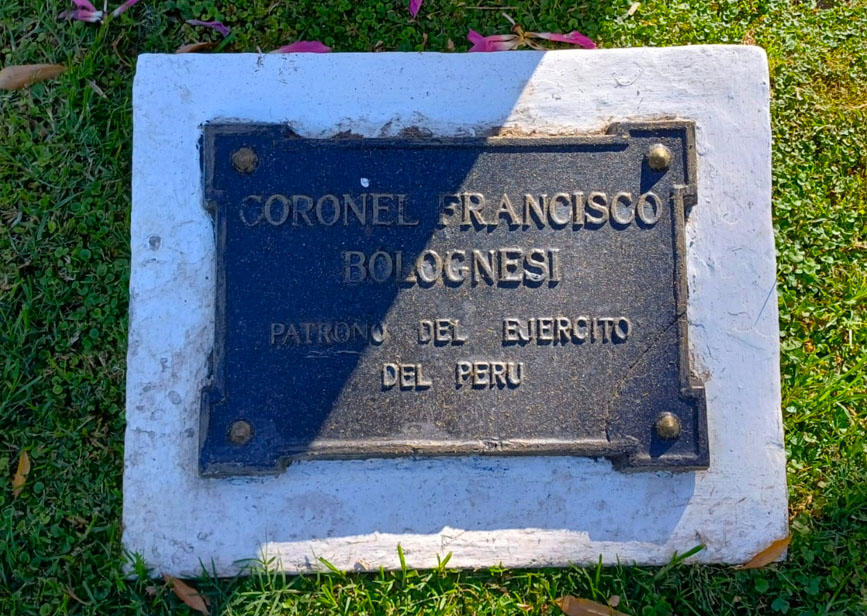 CORONEL FRANCISCO
BOLOGNESI
PATRONO DEL EJERCITO
DEL PERU